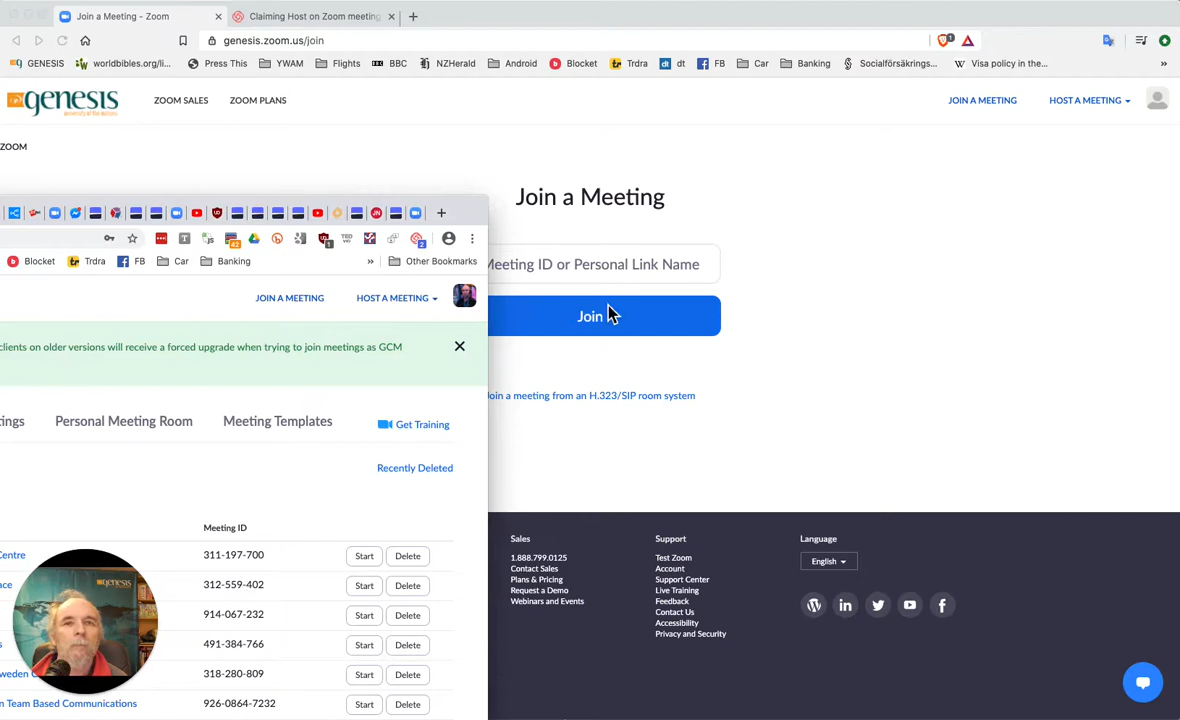 Join a Meeting - Zoom
Claiming Host on Zoom meeting
genesis.zoom.us/join
1
GENESIS
worldbibles.org/li...
Press This
YWAM
Flights
BBC
NZHerald
Android
Blocket
Trdra
dt
FB
Car
Banking
Socialförsäkrings...
Visa policy in the...
»
genesis
ZOOM SALES
ZOOM PLANS
JOIN A MEETING
HOST A MEETING
ZOOM
Join a Meeting
Meeting ID or Personal Link Name
Join
Join a meeting from an H.323/SIP room system
Blocket
Trdra
FB
Car
Banking
»
Other Bookmarks
JOIN A MEETING
HOST A MEETING
clients on older versions will receive a forced upgrade when trying to join meetings as GCM
tings
Personal Meeting Room
Meeting Templates
Get Training
Recently Deleted
Meeting ID
Centre
311-197-700
Start
Delete
ace
312-559-402
Start
Delete
914-067-232
Start
Delete
s
491-384-766
Start
Delete
weden
318-280-809
Start
Delete
n Team Based Communications
926-0864-7232
Start
Delete
genesis
Sales
1.888.799.0125
Contact Sales
Plans & Pricing
Request a Demo
Webinars and Events
Support
Test Zoom
Account
Support Center
Live Training
Feedback
Contact Us
Accessibility
Privacy and Security
Language
English